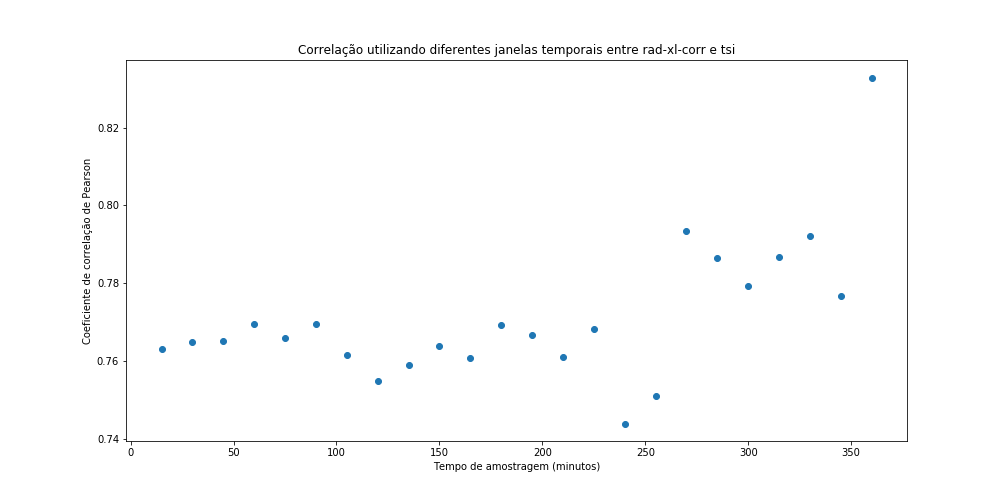 Correlação utilizando diferentes janelas temporais entre rad-xl-corr e tsi
Coeficiente de correlação de Pearson
0.82
0.80
0.78
0.76
0.74
0 50 100 150 200 250 300 350
Tempo de amostragem (minutos)